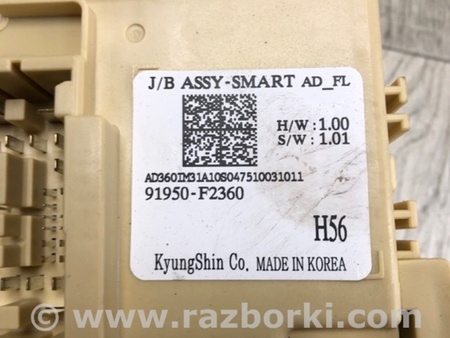 J/B ASSY-SMART AD_FL
H/W : 1.00
S/W : 1.01
AD360IM31A10S047510031011
91950-F2360
H56
KyungShin Co. MADE IN KOREA
www.razborki.com